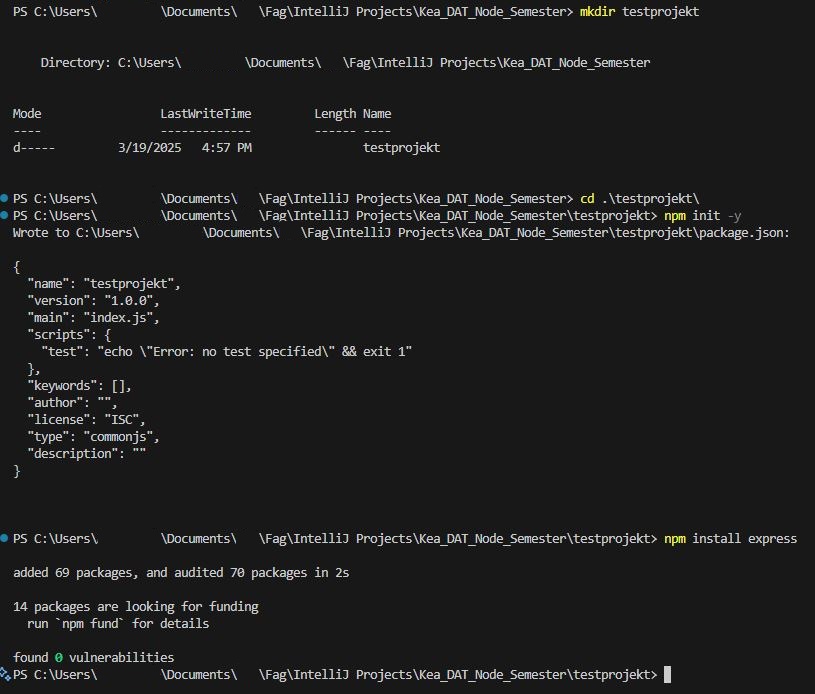 PS C:\Users\ \Documents\ \Fag\IntelliJ Projects\Kea_DAT_Node_Semester> mkdir testprojekt
Directory: C:\Users\ \Documents\ \Fag\IntelliJ Projects\Kea_DAT_Node_Semester
Mode LastWriteTime Length Name
---- ------------- ------ ----
d----- 3/19/2025 4:57 PM testprojekt
PS C:\Users\ \Documents\ \Fag\IntelliJ Projects\Kea_DAT_Node_Semester> cd .\testprojekt\
PS C:\Users\ \Documents\ \Fag\IntelliJ Projects\Kea_DAT_Node_Semester\testprojekt> npm init -y
Wrote to C:\Users\ \Documents\ \Fag\IntelliJ Projects\Kea_DAT_Node_Semester\testprojekt\package.json:
{
  "name": "testprojekt",
  "version": "1.0.0",
  "main": "index.js",
  "scripts": {
    "test": "echo \"Error: no test specified\" && exit 1"
  },
  "keywords": [],
  "author": "",
  "license": "ISC",
  "type": "commonjs",
  "description": ""
}
PS C:\Users\ \Documents\ \Fag\IntelliJ Projects\Kea_DAT_Node_Semester\testprojekt> npm install express
added 69 packages, and audited 70 packages in 2s
14 packages are looking for funding
  run `npm fund` for details
found 0 vulnerabilities
PS C:\Users\ \Documents\ \Fag\IntelliJ Projects\Kea_DAT_Node_Semester\testprojekt>